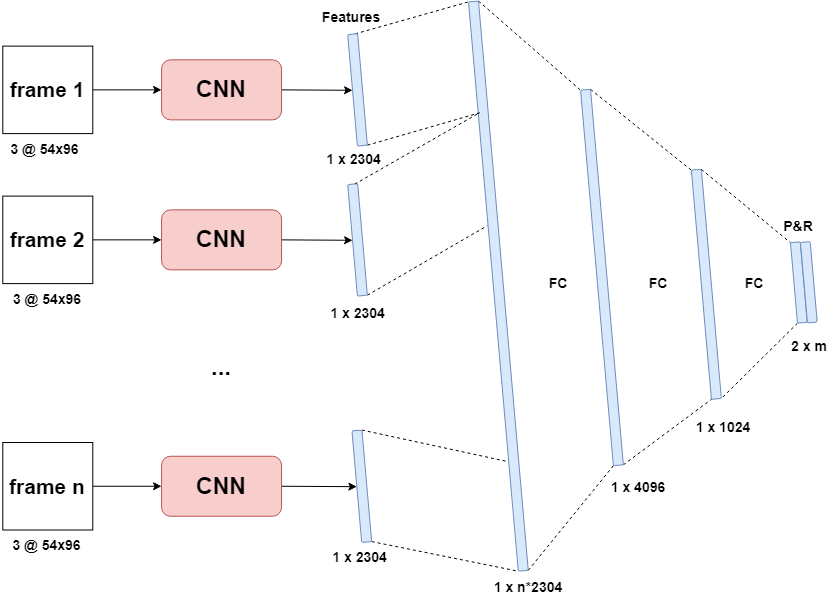 Features
frame 1
CNN
3 @ 54x96
1 x 2304
frame 2
CNN
P&R
3 @ 54x96
1 x 2304
FC
FC
FC
2 x m
...
1 x 1024
frame n
CNN
1 x 4096
3 @ 54x96
1 x 2304
1 x n*2304